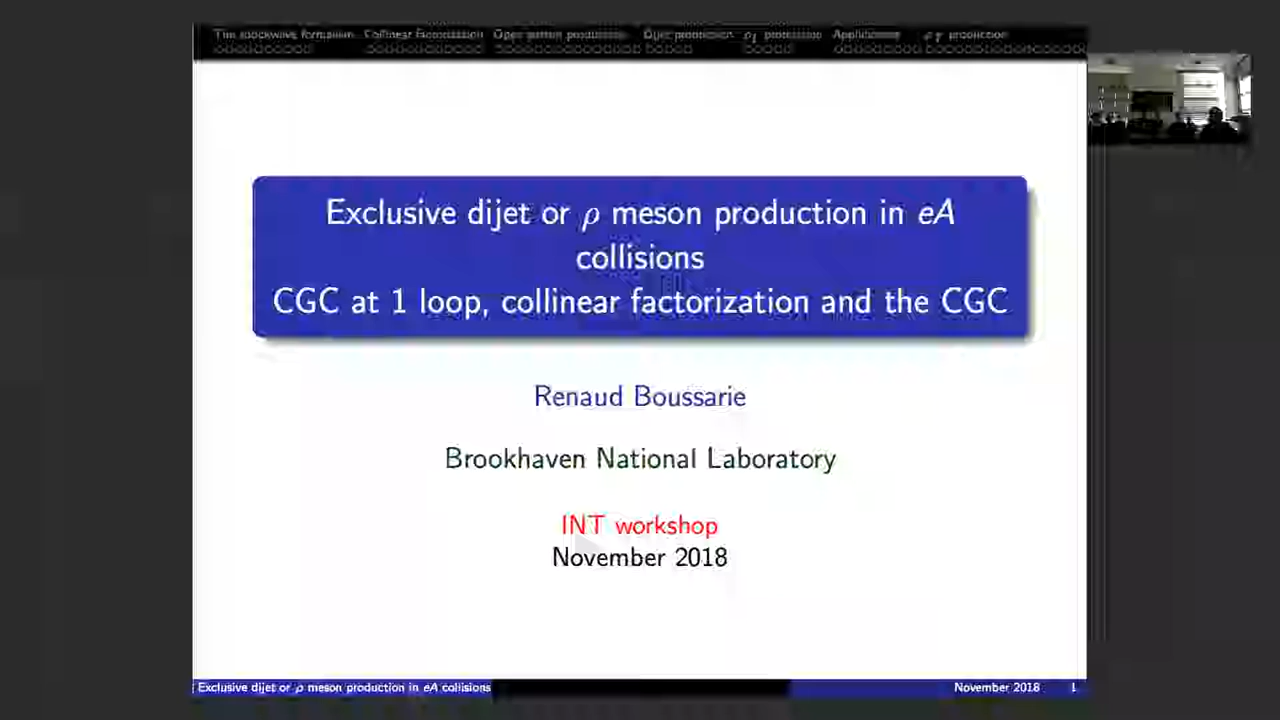 The shockwave formalism Collinear Factorization Open parton production Dijet production ρL production Applications ργ production
Exclusive dijet or ρ meson production in eA
collisions
CGC at 1 loop, collinear factorization and the CGC
Renaud Boussarie
Brookhaven National Laboratory
INT workshop
November 2018
Exclusive dijet or ρ meson production in eA collisions November 2018 1